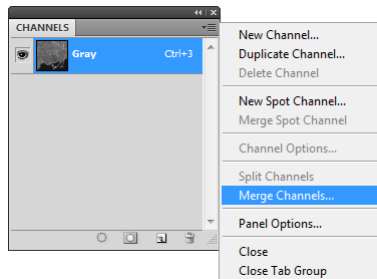 CHANNELS
Gray Ctrl+3
New Channel...
Duplicate Channel...
Delete Channel
New Spot Channel...
Merge Spot Channel
Channel Options...
Split Channels
Merge Channels...
Panel Options...
Close
Close Tab Group